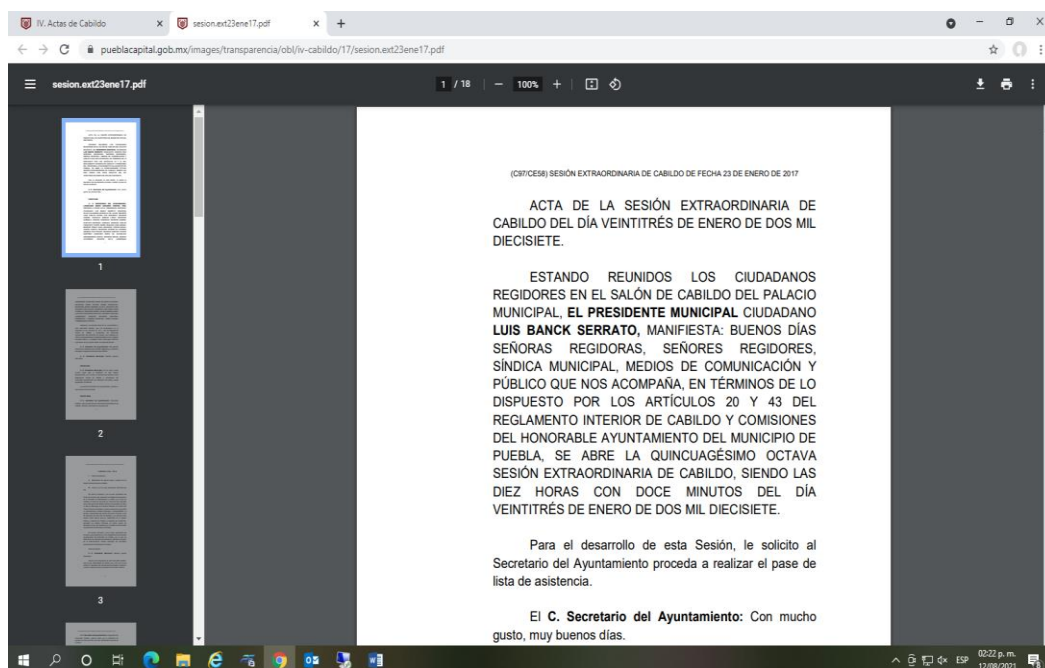 IV. Actas de Cabildo
sesion.ext23ene17.pdf
pueblacapital.gob.mx/images/transparencia/obl/iv-cabildo/17/sesion.ext23ene17.pdf
sesion.ext23ene17.pdf
1 / 18
100%
1
2
3
(C97/CE58) SESIÓN EXTRAORDINARIA DE CABILDO DE FECHA 23 DE ENERO DE 2017
ACTA DE LA SESIÓN EXTRAORDINARIA DE
CABILDO DEL DÍA VEINTITRÉS DE ENERO DE DOS MIL
DIECISIETE.
ESTANDO REUNIDOS LOS CIUDADANOS
REGIDORES EN EL SALÓN DE CABILDO DEL PALACIO
MUNICIPAL, EL PRESIDENTE MUNICIPAL CIUDADANO
LUIS BANCK SERRATO, MANIFIESTA: BUENOS DÍAS
SEÑORAS REGIDORAS, SEÑORES REGIDORES,
SÍNDICA MUNICIPAL, MEDIOS DE COMUNICACIÓN Y
PÚBLICO QUE NOS ACOMPAÑA, EN TÉRMINOS DE LO
DISPUESTO POR LOS ARTÍCULOS 20 Y 43 DEL
REGLAMENTO INTERIOR DE CABILDO Y COMISIONES
DEL HONORABLE AYUNTAMIENTO DEL MUNICIPIO DE
PUEBLA, SE ABRE LA QUINCUAGÉSIMO OCTAVA
SESIÓN EXTRAORDINARIA DE CABILDO, SIENDO LAS
DIEZ HORAS CON DOCE MINUTOS DEL DÍA
VEINTITRÉS DE ENERO DE DOS MIL DIECISIETE.
Para el desarrollo de esta Sesión, le solicito al
Secretario del Ayuntamiento proceda a realizar el pase de
lista de asistencia.
El C. Secretario del Ayuntamiento: Con mucho
gusto, muy buenos días.
ESP
02:22 p. m.
12/08/2021